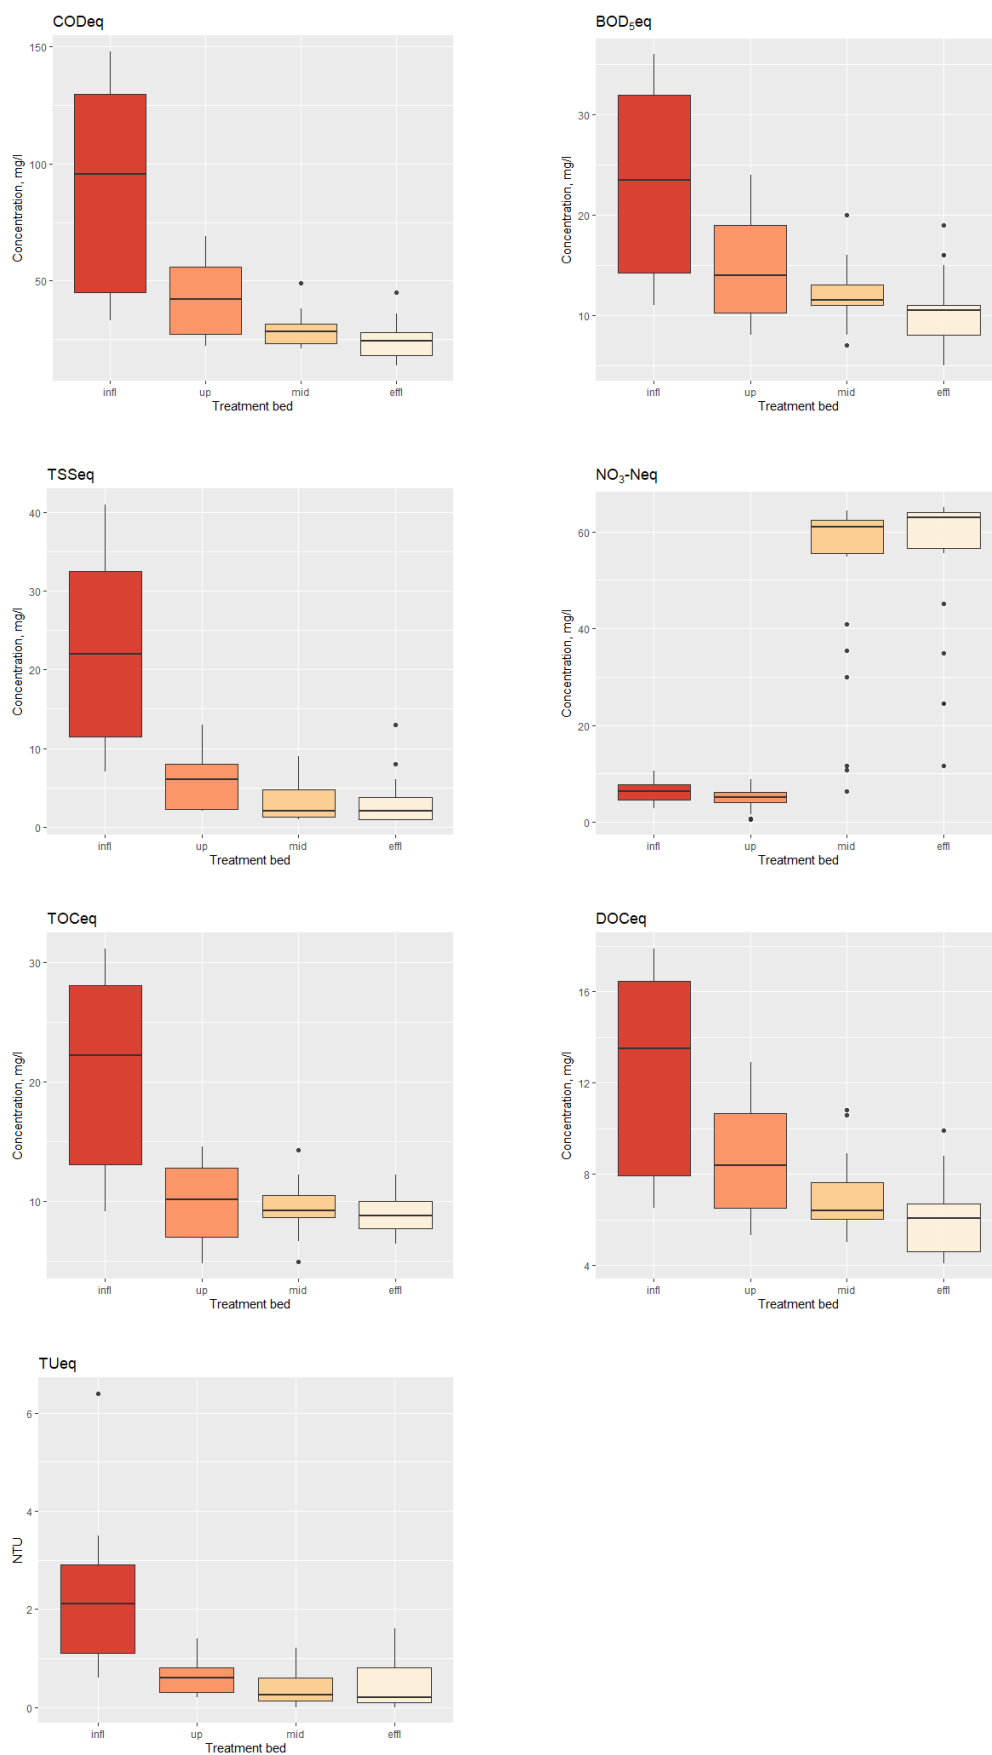 CODeq
Concentration, mg/l
150
100
50
infl up mid effl
Treatment bed
BOD₅eq
Concentration, mg/l
30
20
10
infl up mid effl
Treatment bed
TSSeq
Concentration, mg/l
40
30
20
10
0
infl up mid effl
Treatment bed
NO₃-Neq
Concentration, mg/l
60
40
20
0
infl up mid effl
Treatment bed
TOCeq
Concentration, mg/l
30
20
10
infl up mid effl
Treatment bed
DOCeq
Concentration, mg/l
16
12
8
4
infl up mid effl
Treatment bed
TUeq
NTU
6
4
2
0
infl up mid effl
Treatment bed